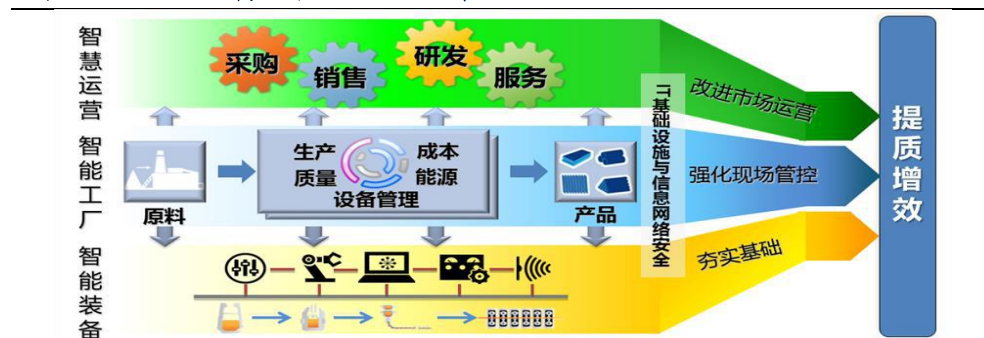 智慧运营
采购
销售
研发
服务
改进市场运营
智能工厂
原料
生产
成本
质量
能源
设备管理
产品
IT基础设施与信息网络安全
强化现场管控
智能装备
夯实基础
提质增效